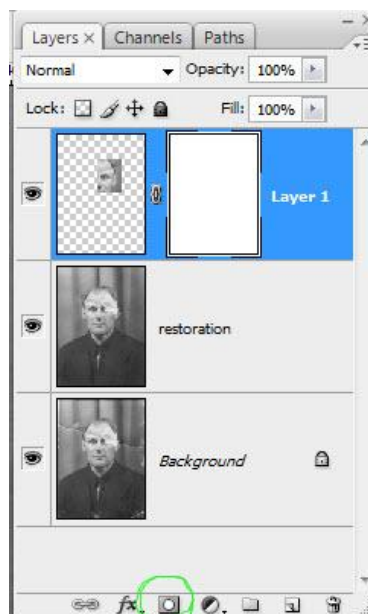 Layers × Channels Paths
Normal Opacity: 100%
Lock: Fill: 100%
Layer 1
restoration
Background
fx.